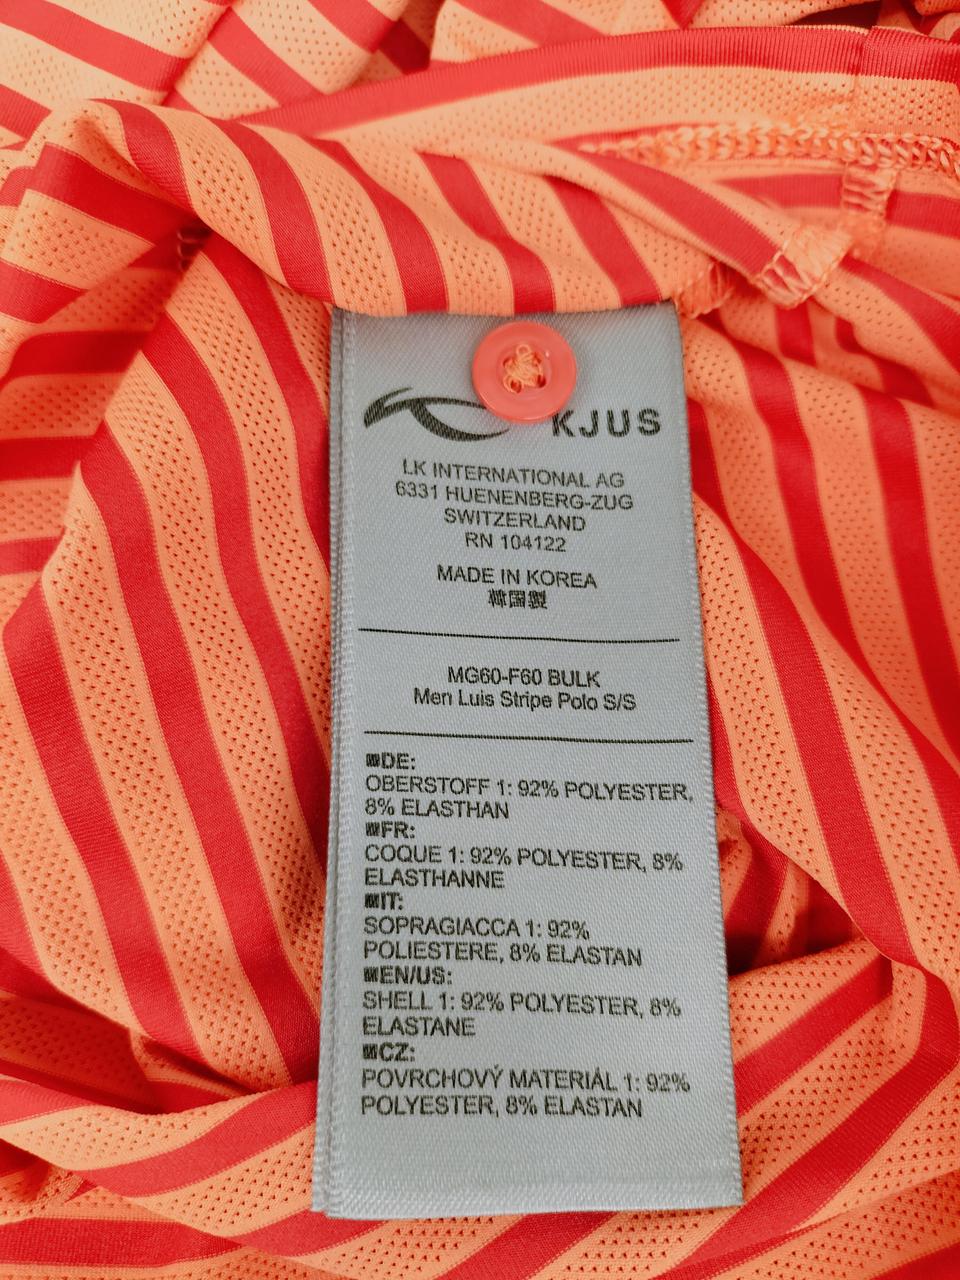 KJUS
LK INTERNATIONAL AG
6331 HUENENBERG-ZUG
SWITZERLAND
RN 104122
MADE IN KOREA
韓国製
MG60-F60 BULK
Men Luis Stripe Polo S/S
DE:
OBERSTOFF 1: 92% POLYESTER,
8% ELASTHAN
FR:
COQUE 1: 92% POLYESTER, 8%
ELASTHANNE
IT:
SOPRAGIACCA 1: 92%
POLIESTERE, 8% ELASTAN
EN/US:
SHELL 1: 92% POLYESTER, 8%
ELASTANE
CZ:
POVRCHOVÝ MATERIÁL 1: 92%
POLYESTER, 8% ELASTAN